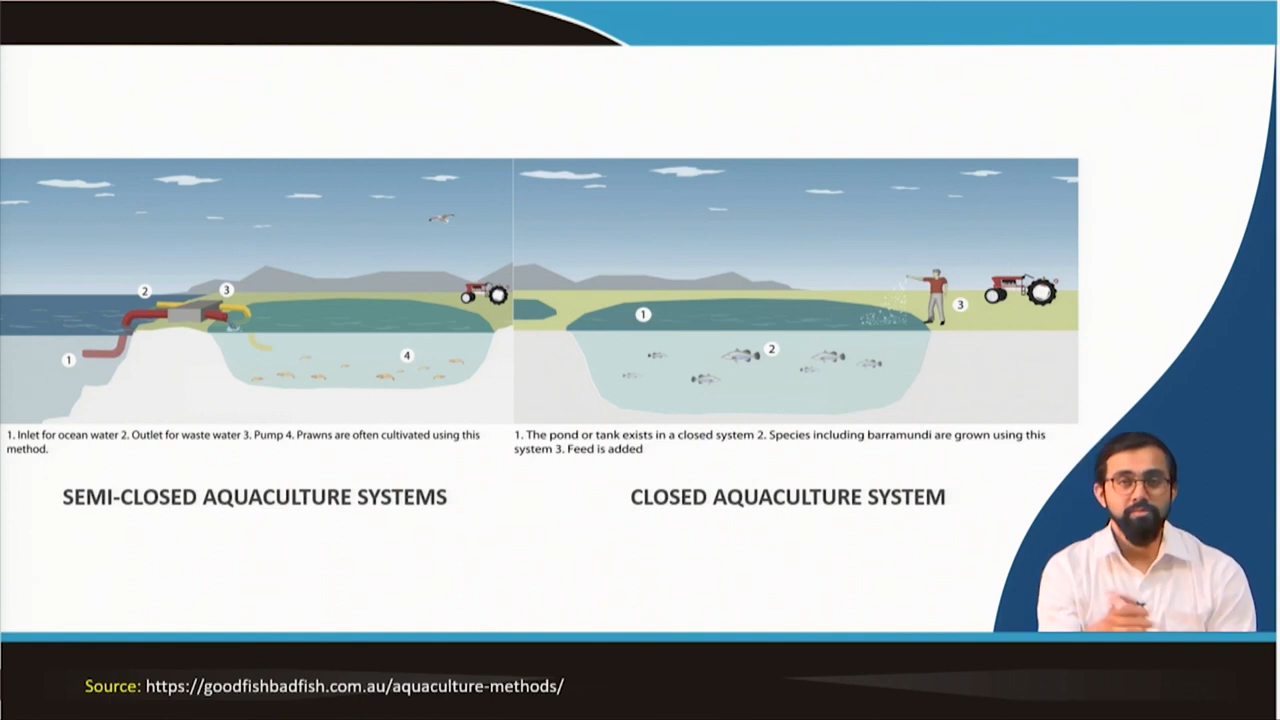 2
3
1
4
1
3
2
1. Inlet for ocean water 2. Outlet for waste water 3. Pump 4. Prawns are often cultivated using this
method.
1. The pond or tank exists in a closed system 2. Species including barramundi are grown using this
system 3. Feed is added
SEMI-CLOSED AQUACULTURE SYSTEMS
CLOSED AQUACULTURE SYSTEM
Source: https://goodfishbadfish.com.au/aquaculture-methods/